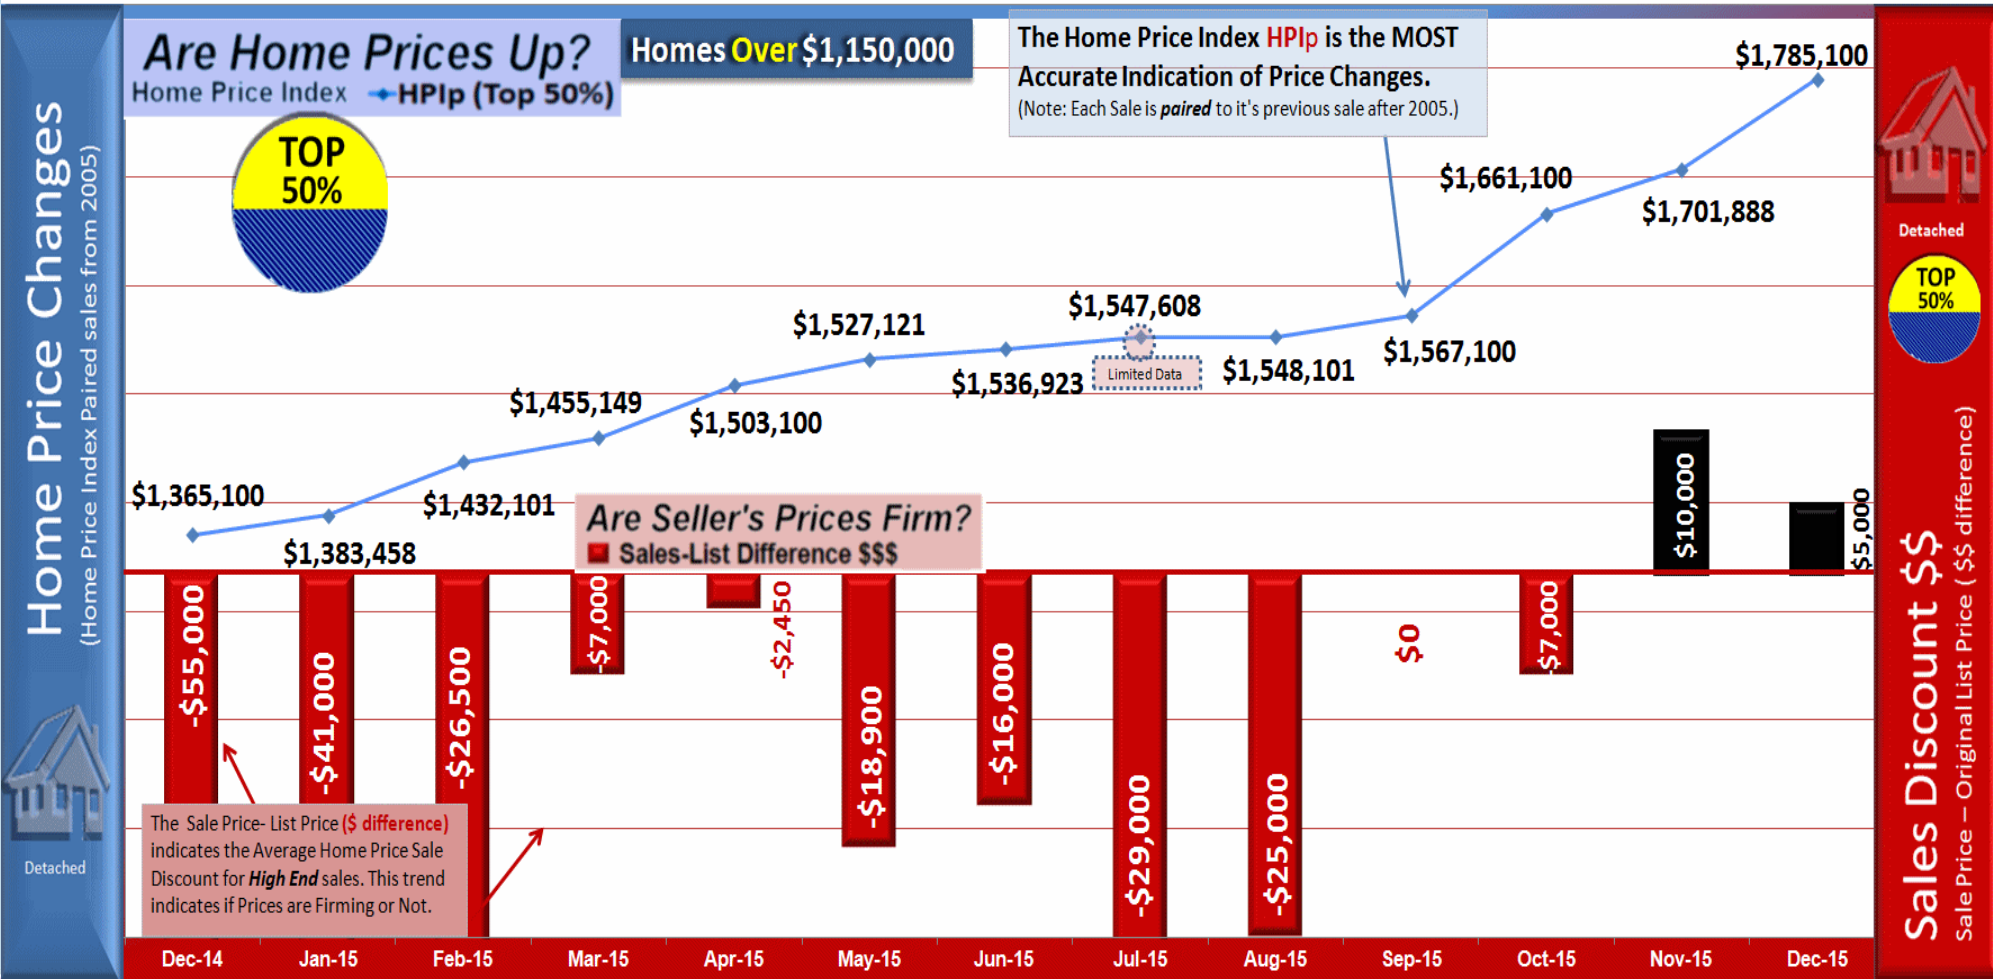 Home Price Changes
(Home Price Index Paired sales from 2005)
Detached
Are Home Prices Up?
Home Price Index HPIp (Top 50%)
Homes Over $1,150,000
TOP
50%
The Home Price Index HPIp is the MOST
Accurate Indication of Price Changes.
(Note: Each Sale is paired to it's previous sale after 2005.)
$1,365,100
$1,383,458
$1,432,101
$1,455,149
$1,503,100
$1,527,121
$1,536,923
$1,547,608
Limited Data
$1,548,101
$1,567,100
$1,661,100
$1,701,888
$1,785,100
Are Seller's Prices Firm?
Sales-List Difference $$$
-$55,000
-$41,000
-$26,500
-$7,000
-$2,450
-$18,900
-$16,000
-$29,000
-$25,000
$0
-$7,000
$10,000
$5,000
The Sale Price- List Price ($ difference)
indicates the Average Home Price Sale
Discount for High End sales. This trend
indicates if Prices are Firming or Not.
Dec-14 Jan-15 Feb-15 Mar-15 Apr-15 May-15 Jun-15 Jul-15 Aug-15 Sep-15 Oct-15 Nov-15 Dec-15
Detached
TOP
50%
Sales Discount $$
Sale Price – Original List Price ( $$ difference)